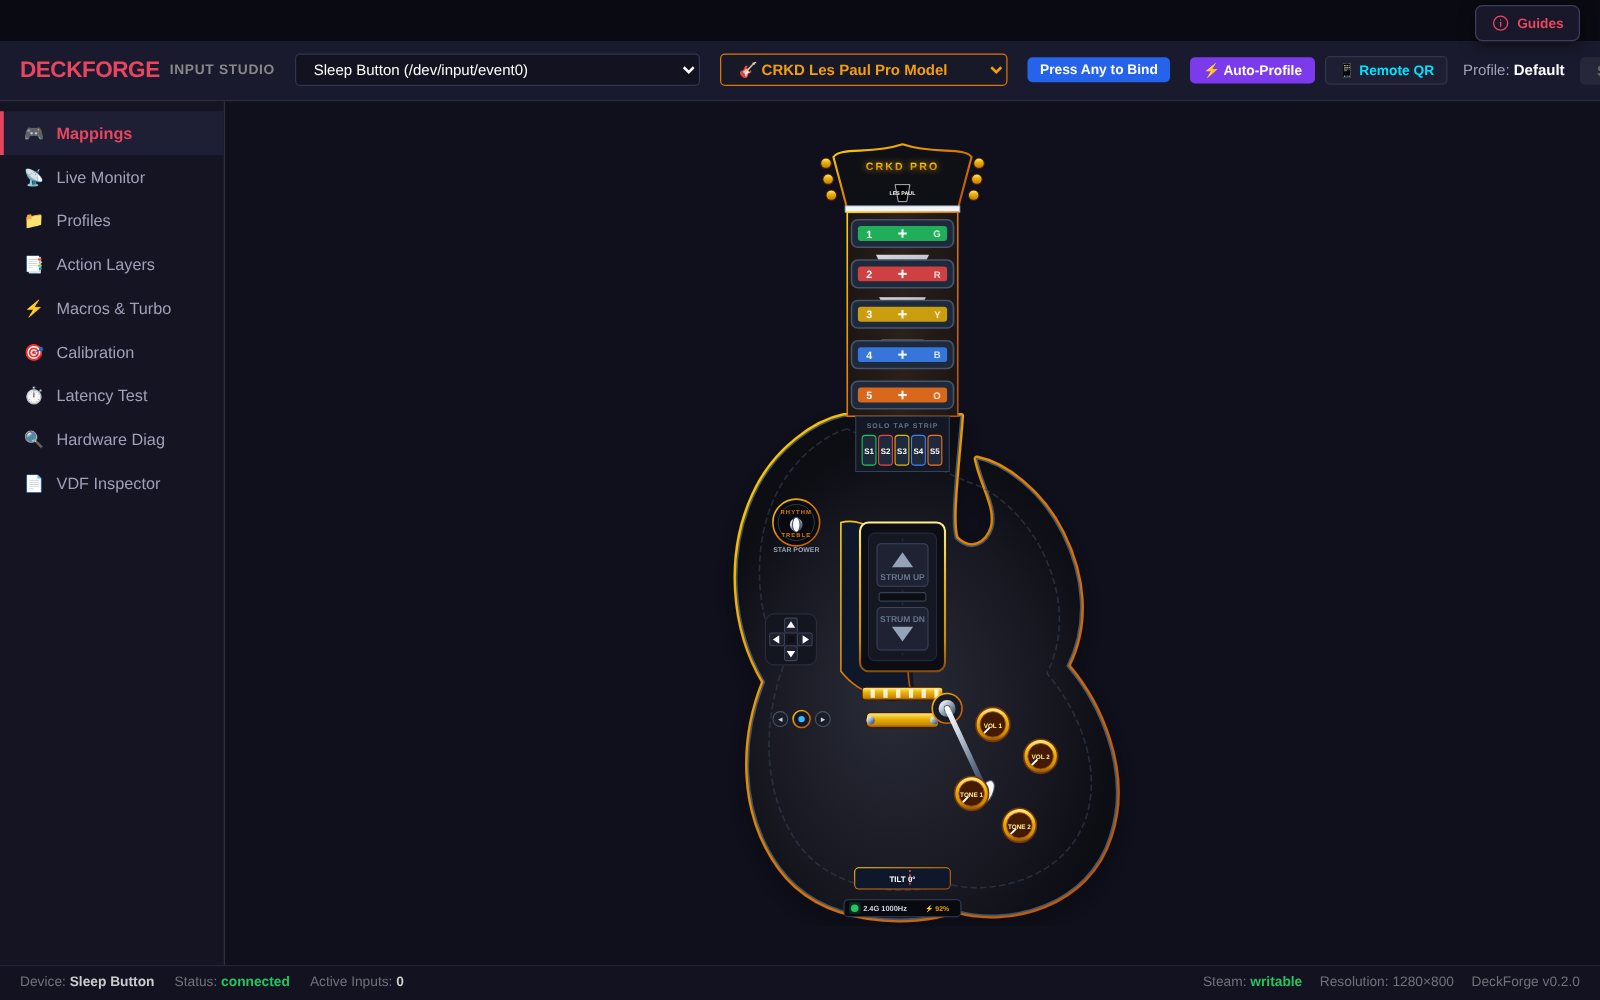 Guides
DECKFORGE INPUT STUDIO Sleep Button (/dev/input/event0) CRKD Les Paul Pro Model Press Any to Bind Auto-Profile Remote QR Profile: Default
Mappings
Live Monitor
Profiles
Action Layers
Macros & Turbo
Calibration
Latency Test
Hardware Diag
VDF Inspector
CRKD PRO
LES PAUL
1 G
2 R
3 Y
4 B
5 O
SOLO TAP STRIP
S1 S2 S3 S4 S5
RHYTHM
TREBLE
STAR POWER
STRUM UP
STRUM DN
VOL 1
VOL 2
TONE 1
TONE 2
TILT 0°
2.4G 1000Hz 92%
Device: Sleep Button Status: connected Active Inputs: 0 Steam: writable Resolution: 1280×800 DeckForge v0.2.0